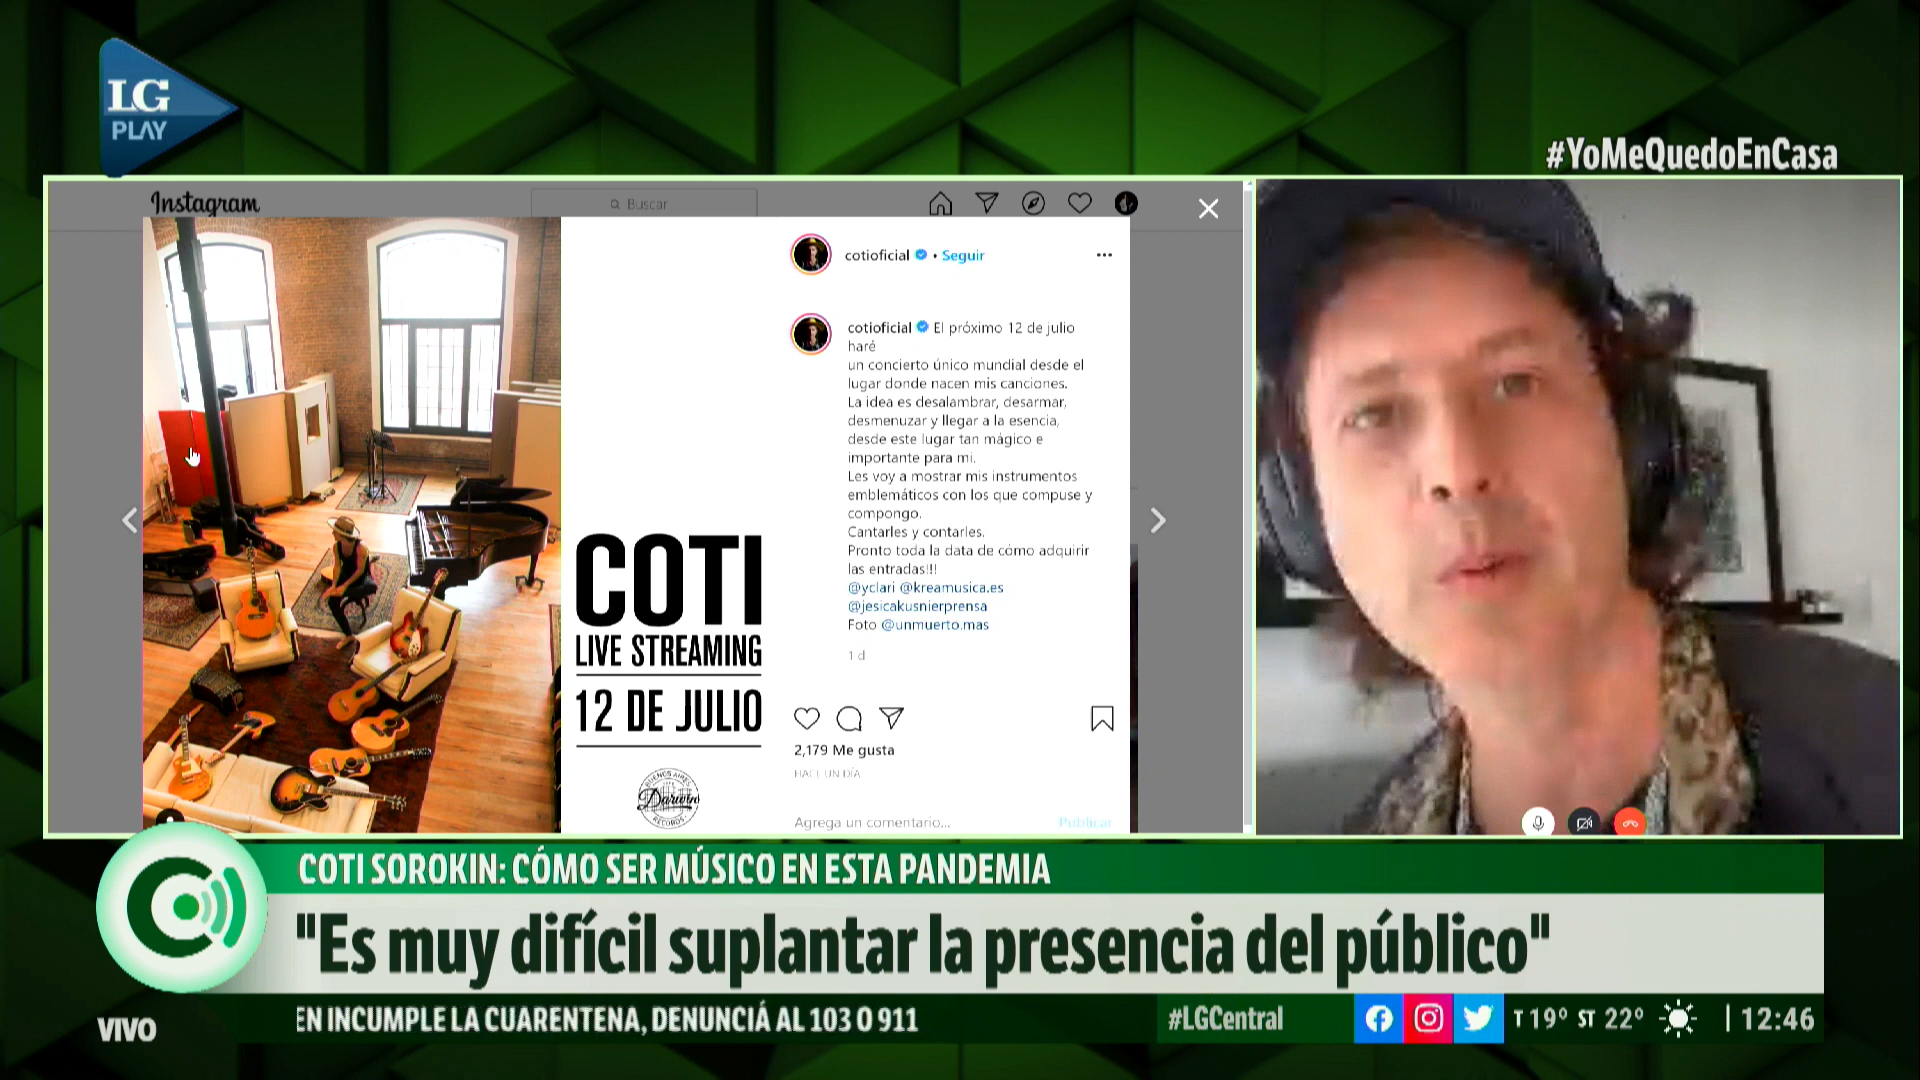 LG
PLAY
#YoMeQuedoEnCasa
Instagram
Buscar
cotioficial • Seguir
cotioficial El próximo 12 de julio
haré
un concierto único mundial desde el
lugar donde nacen mis canciones.
La idea es desalambrar, desarmar,
desmenuzar y llegar a la esencia,
desde este lugar tan mágico e
importante para mi.
Les voy a mostrar mis instrumentos
emblemáticos con los que compuse y
compongo.
Cantarles y contarles.
Pronto toda la data de cómo adquirir
las entradas!!!
@yclari @kreamusica.es
@jesicakusnierprensa
Foto @unmuerto.mas
1 d
2,179 Me gusta
HACE UN DÍA
Agrega un comentario...
Publicar
COTI
LIVE STREAMING
12 DE JULIO
BUENOS AIRES
Darwin
RECORDS
COTI SOROKIN: CÓMO SER MÚSICO EN ESTA PANDEMIA
"Es muy difícil suplantar la presencia del público"
VIVO
EN INCUMPLE LA CUARENTENA, DENUNCIÁ AL 103 O 911
#LGCentral
T 19° ST 22°
12:46